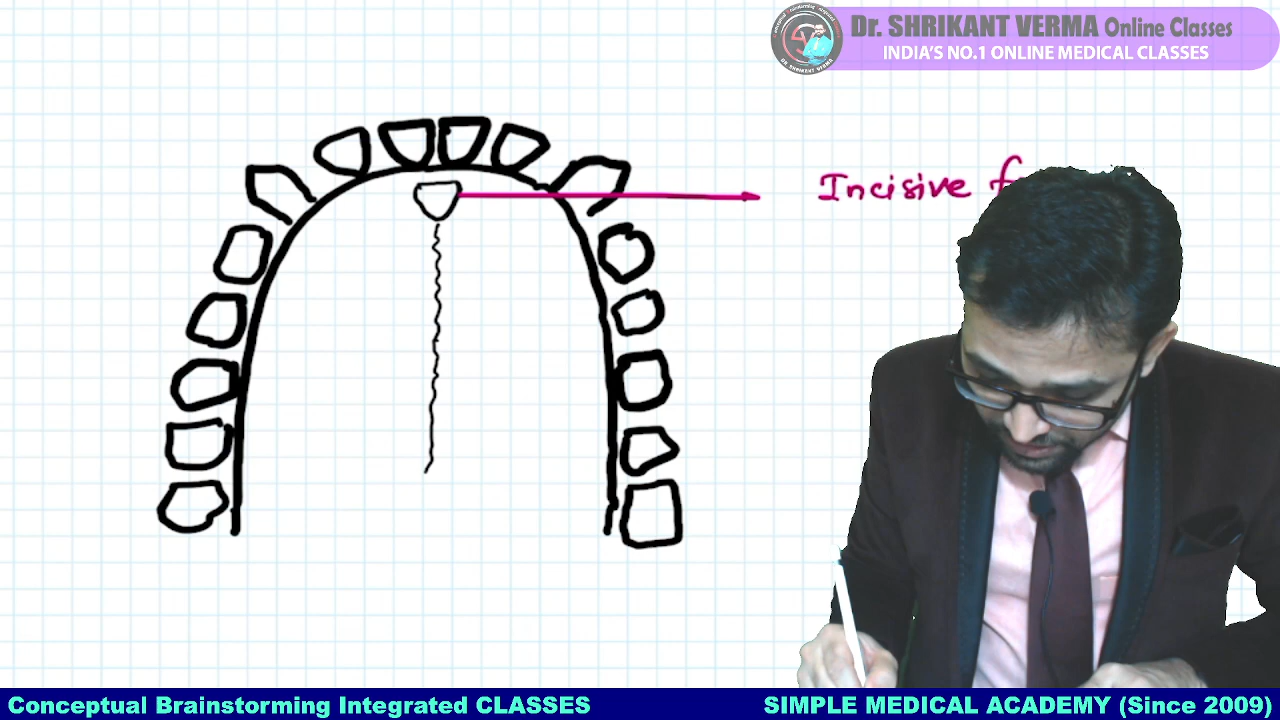 Dr. SHRIKANT VERMA Online Classes
INDIA'S NO.1 ONLINE MEDICAL CLASSES
Incisive
Conceptual Brainstorming Integrated CLASSES
SIMPLE MEDICAL ACADEMY (Since 2009)